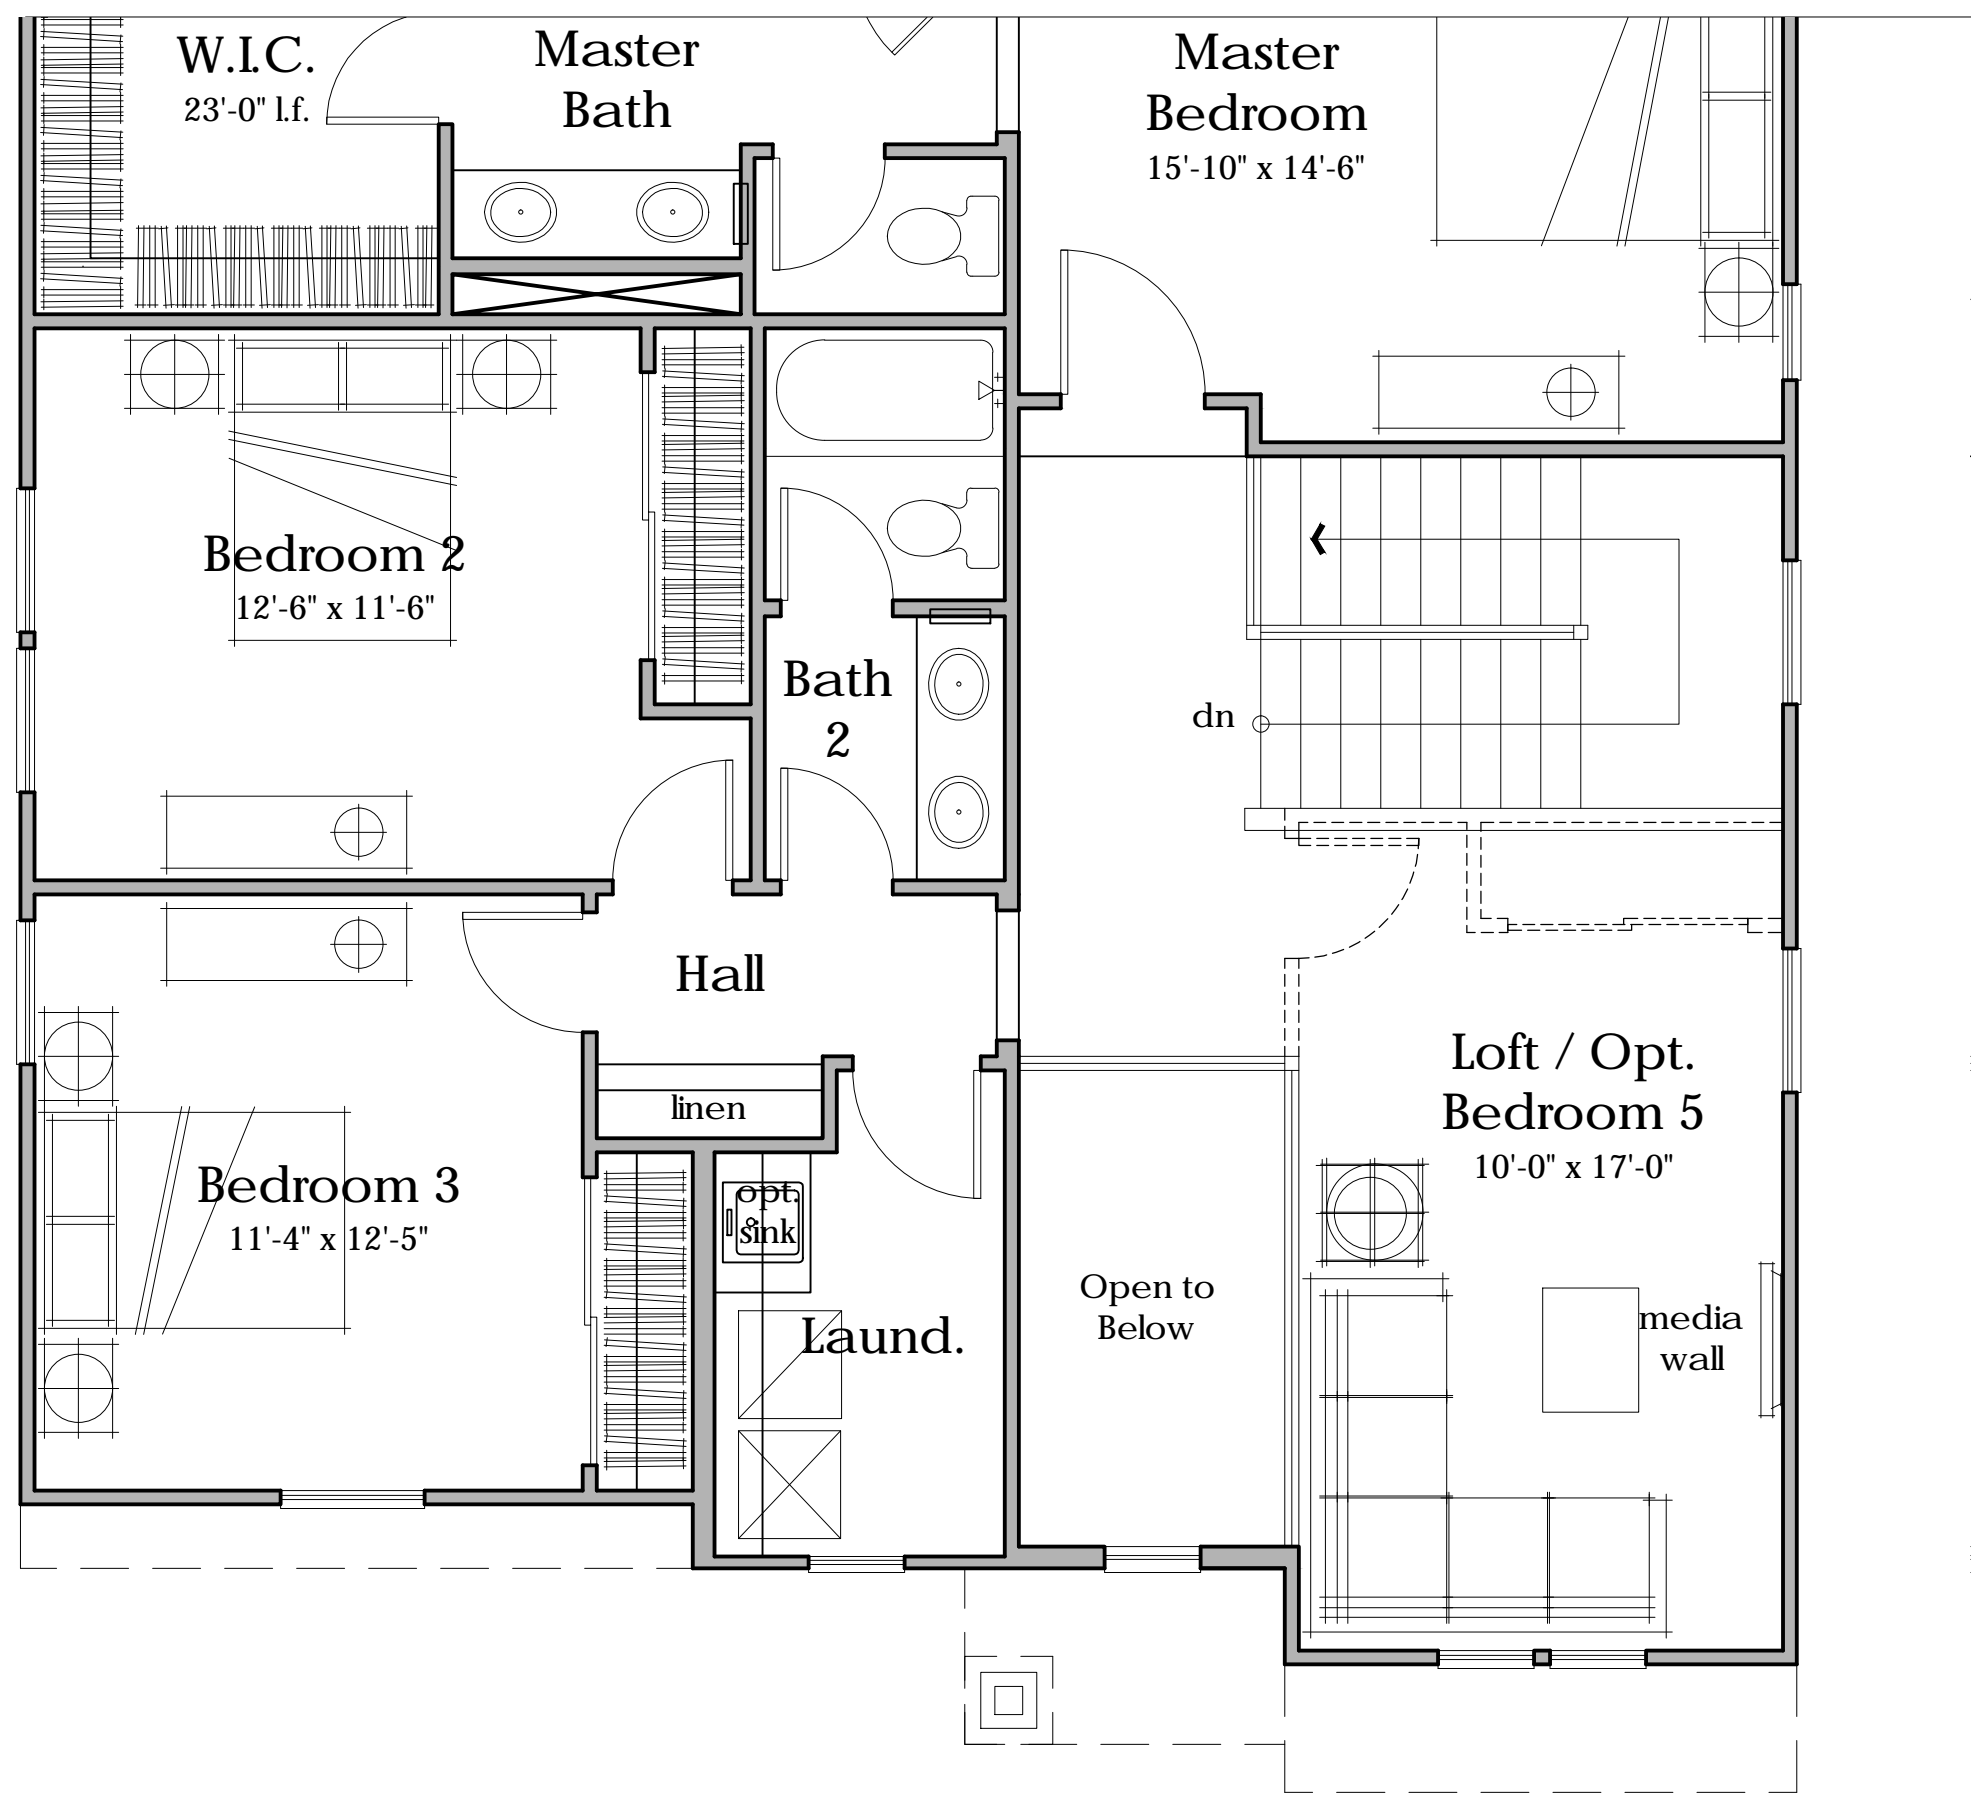 W.I.C.
23'-0" l.f.
Master
Bath
Master
Bedroom
15'-10" x 14'-6"
Bedroom 2
12'-6" x 11'-6"
Bath
2
dn
Hall
linen
Loft / Opt.
Bedroom 5
10'-0" x 17'-0"
Bedroom 3
11'-4" x 12'-5"
opt.
sink
Laund.
Open to
Below
media
wall